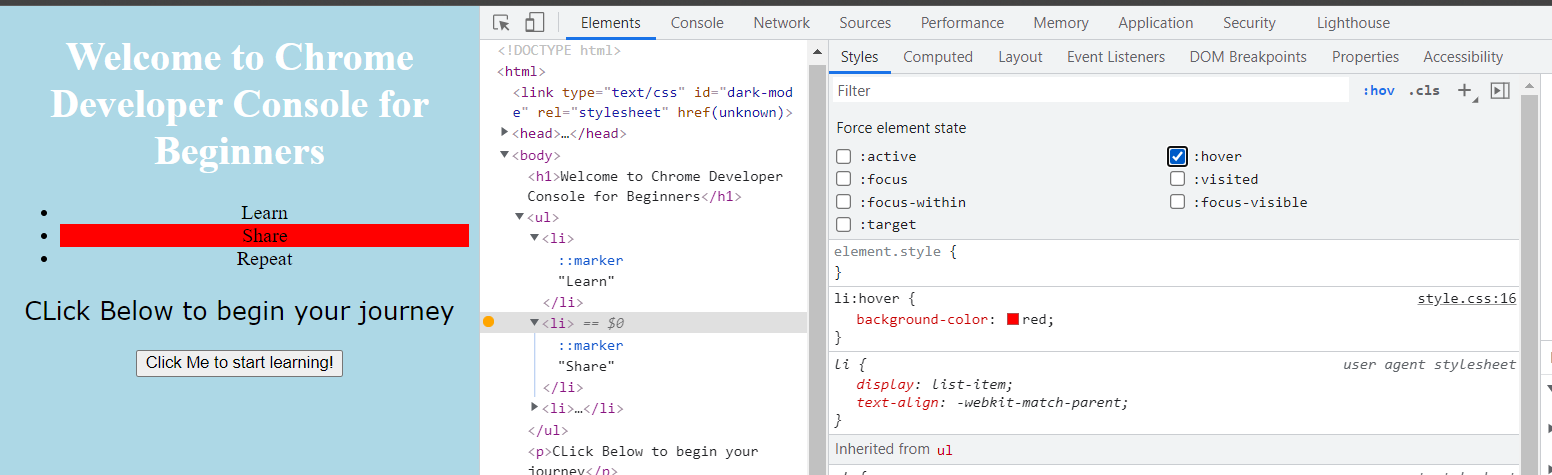 Welcome to Chrome
Developer Console for
Beginners
Learn
Share
Repeat
CLick Below to begin your journey
Click Me to start learning!
Elements Console Network Sources Performance Memory Application Security Lighthouse
<!DOCTYPE html>
<html>
<link type="text/css" id="dark-mod
e" rel="stylesheet" href(unknown)>
<head>…</head>
<body>
<h1>Welcome to Chrome Developer
Console for Beginners</h1>
<ul>
<li>
::marker
"Learn"
</li>
<li> == $0
::marker
"Share"
</li>
<li>…</li>
</ul>
<p>CLick Below to begin your
journey</p>
Styles Computed Layout Event Listeners DOM Breakpoints Properties Accessibility
Filter :hov .cls
Force element state
:active :hover
:focus :visited
:focus-within :focus-visible
:target
element.style {
}
li:hover { style.css:16
background-color: red;
}
li { user agent stylesheet
display: list-item;
text-align: -webkit-match-parent;
}
Inherited from ul